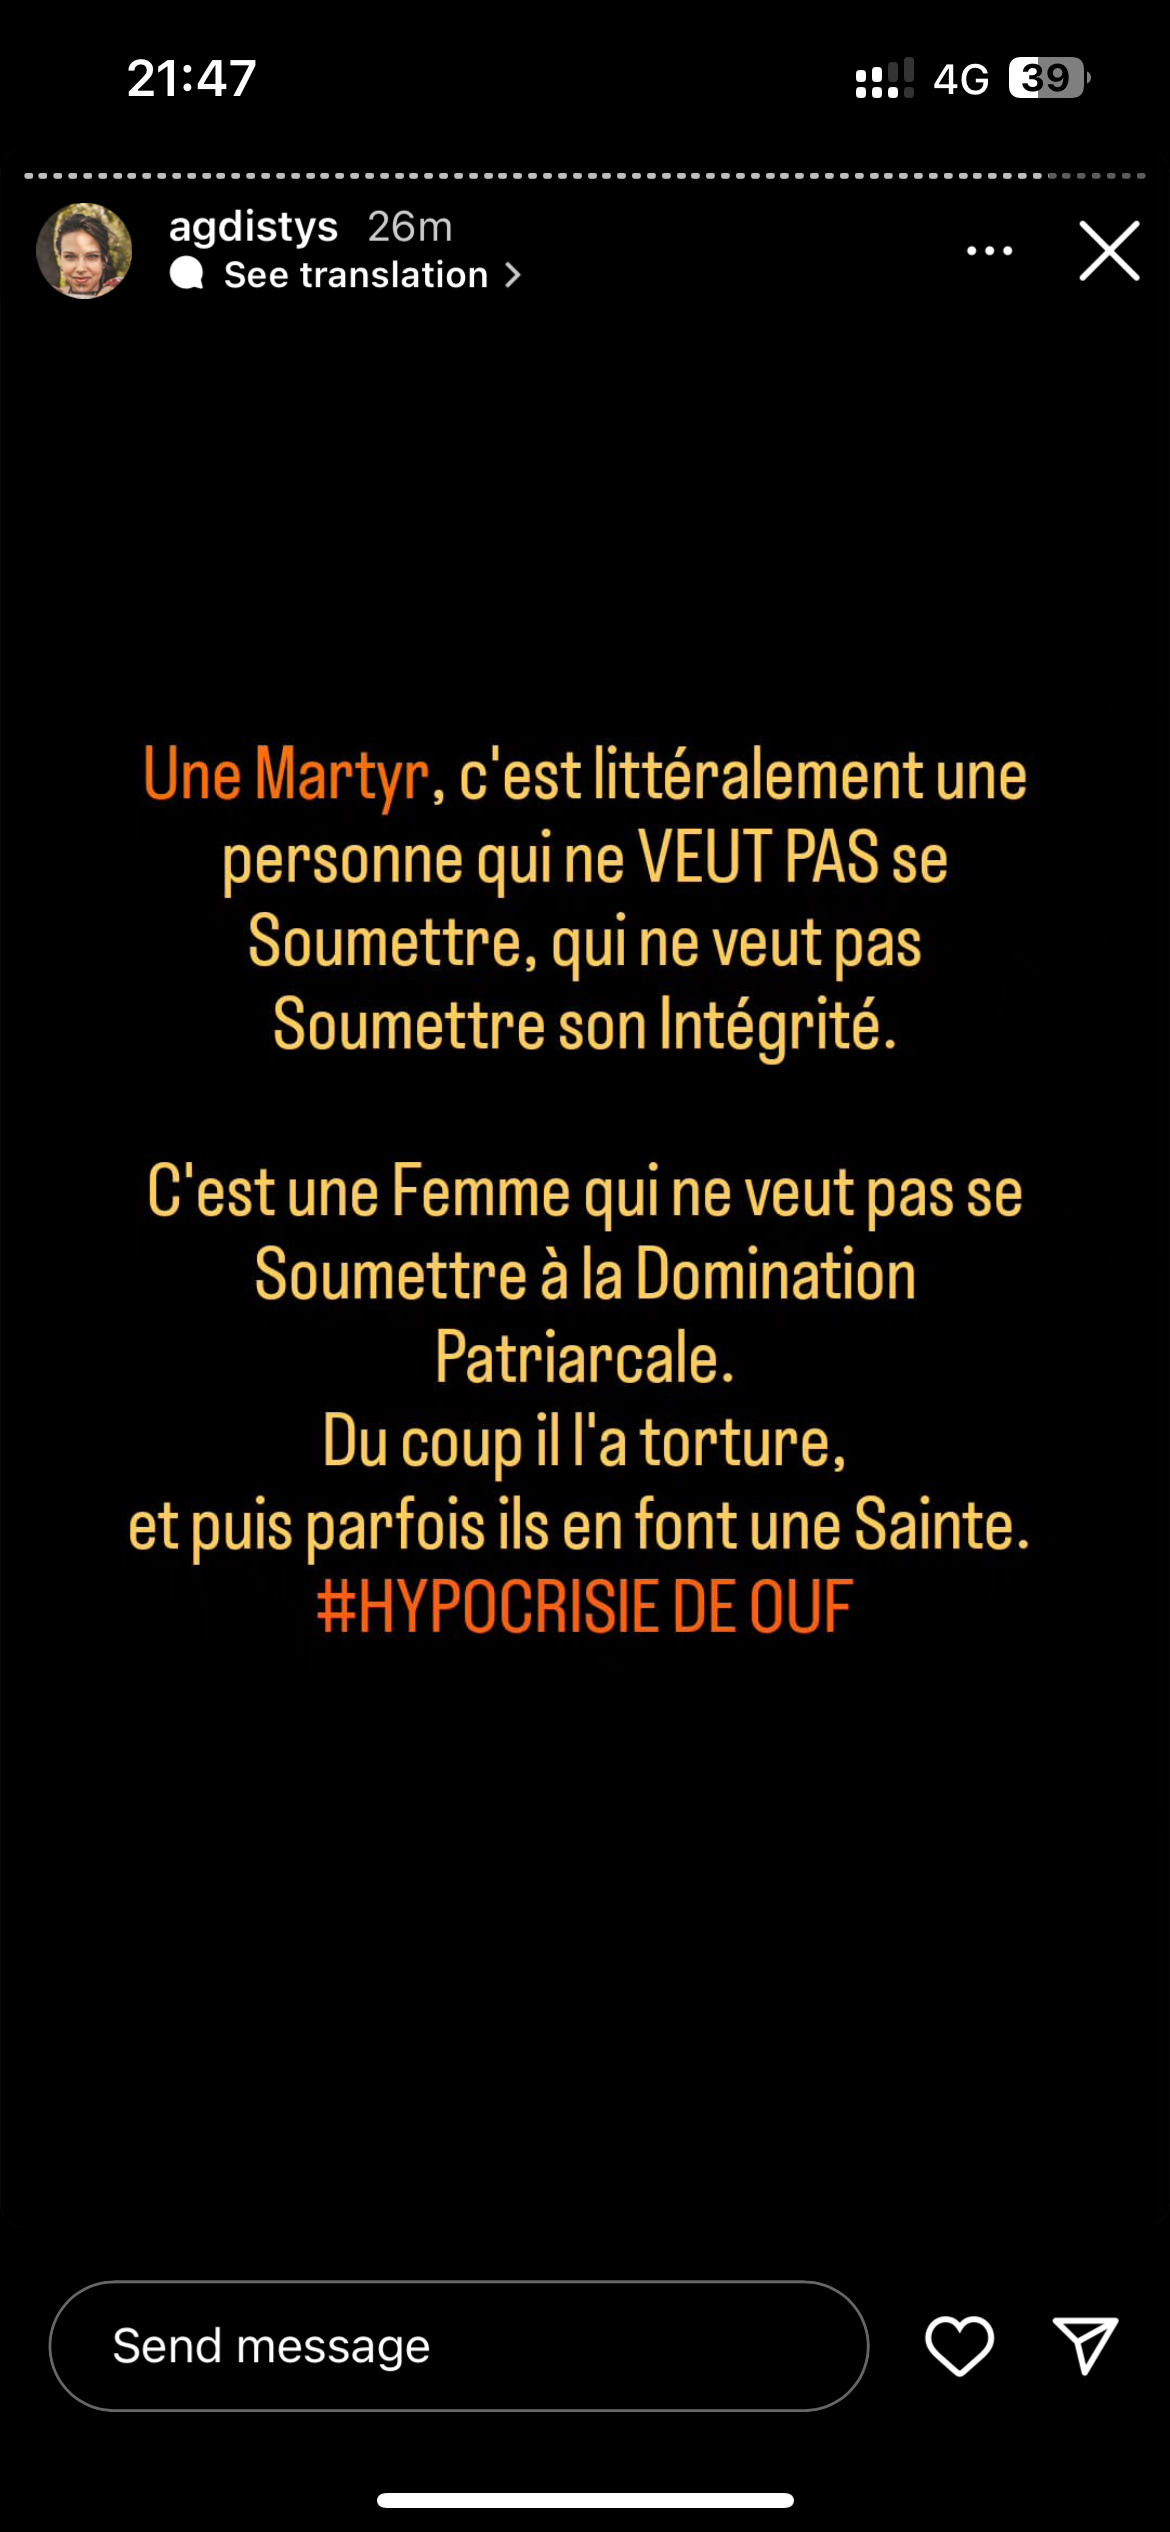 21:47 4G 39
agdistys 26m
See translation
Une Martyr, c'est littéralement une
personne qui ne VEUT PAS se
Soumettre, qui ne veut pas
Soumettre son Intégrité.
C'est une Femme qui ne veut pas se
Soumettre à la Domination
Patriarcale.
Du coup il l'a torture,
et puis parfois ils en font une Sainte.
#HYPOCRISIE DE OUF
Send message